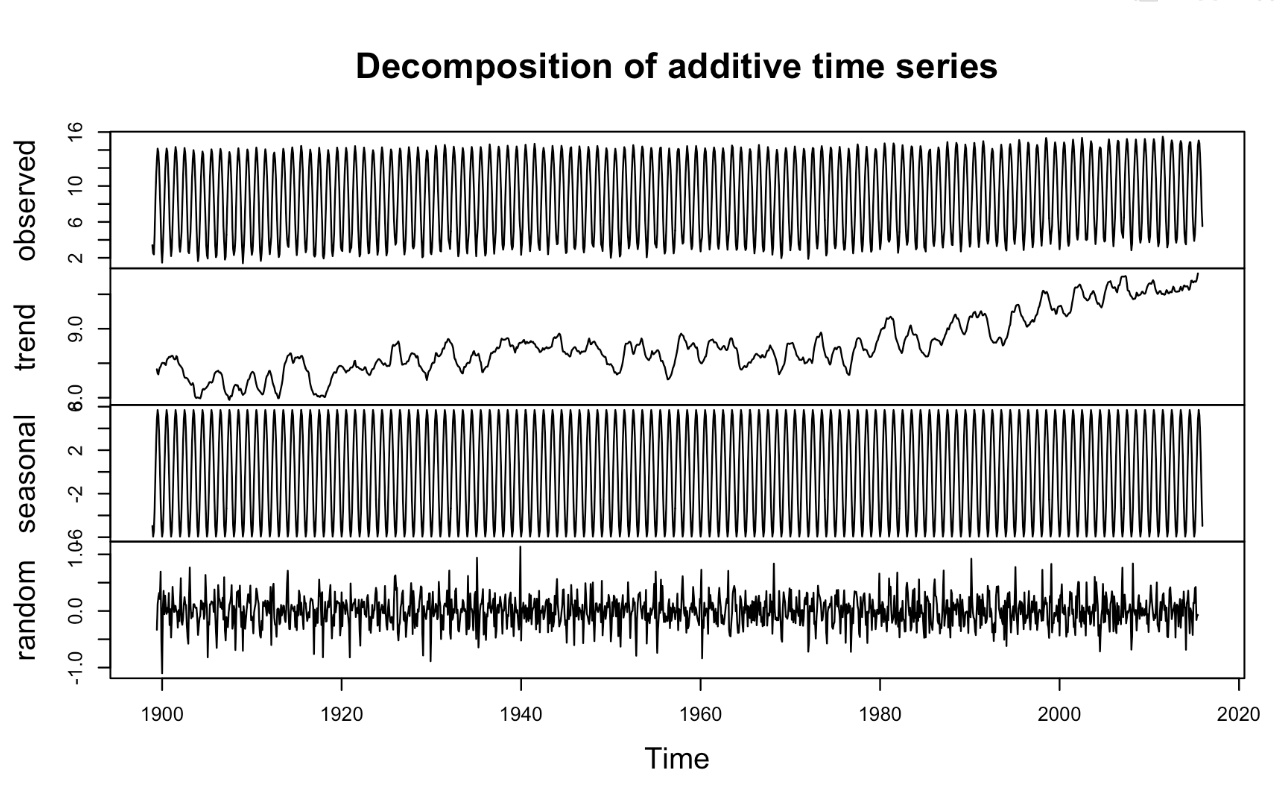 Decomposition of additive time series
observed
2 6 10 16
trend
8.0 9.0
seasonal
-6 -2 2 6
random
-1.0 0.0 1.0
1900 1920 1940 1960 1980 2000 2020
Time